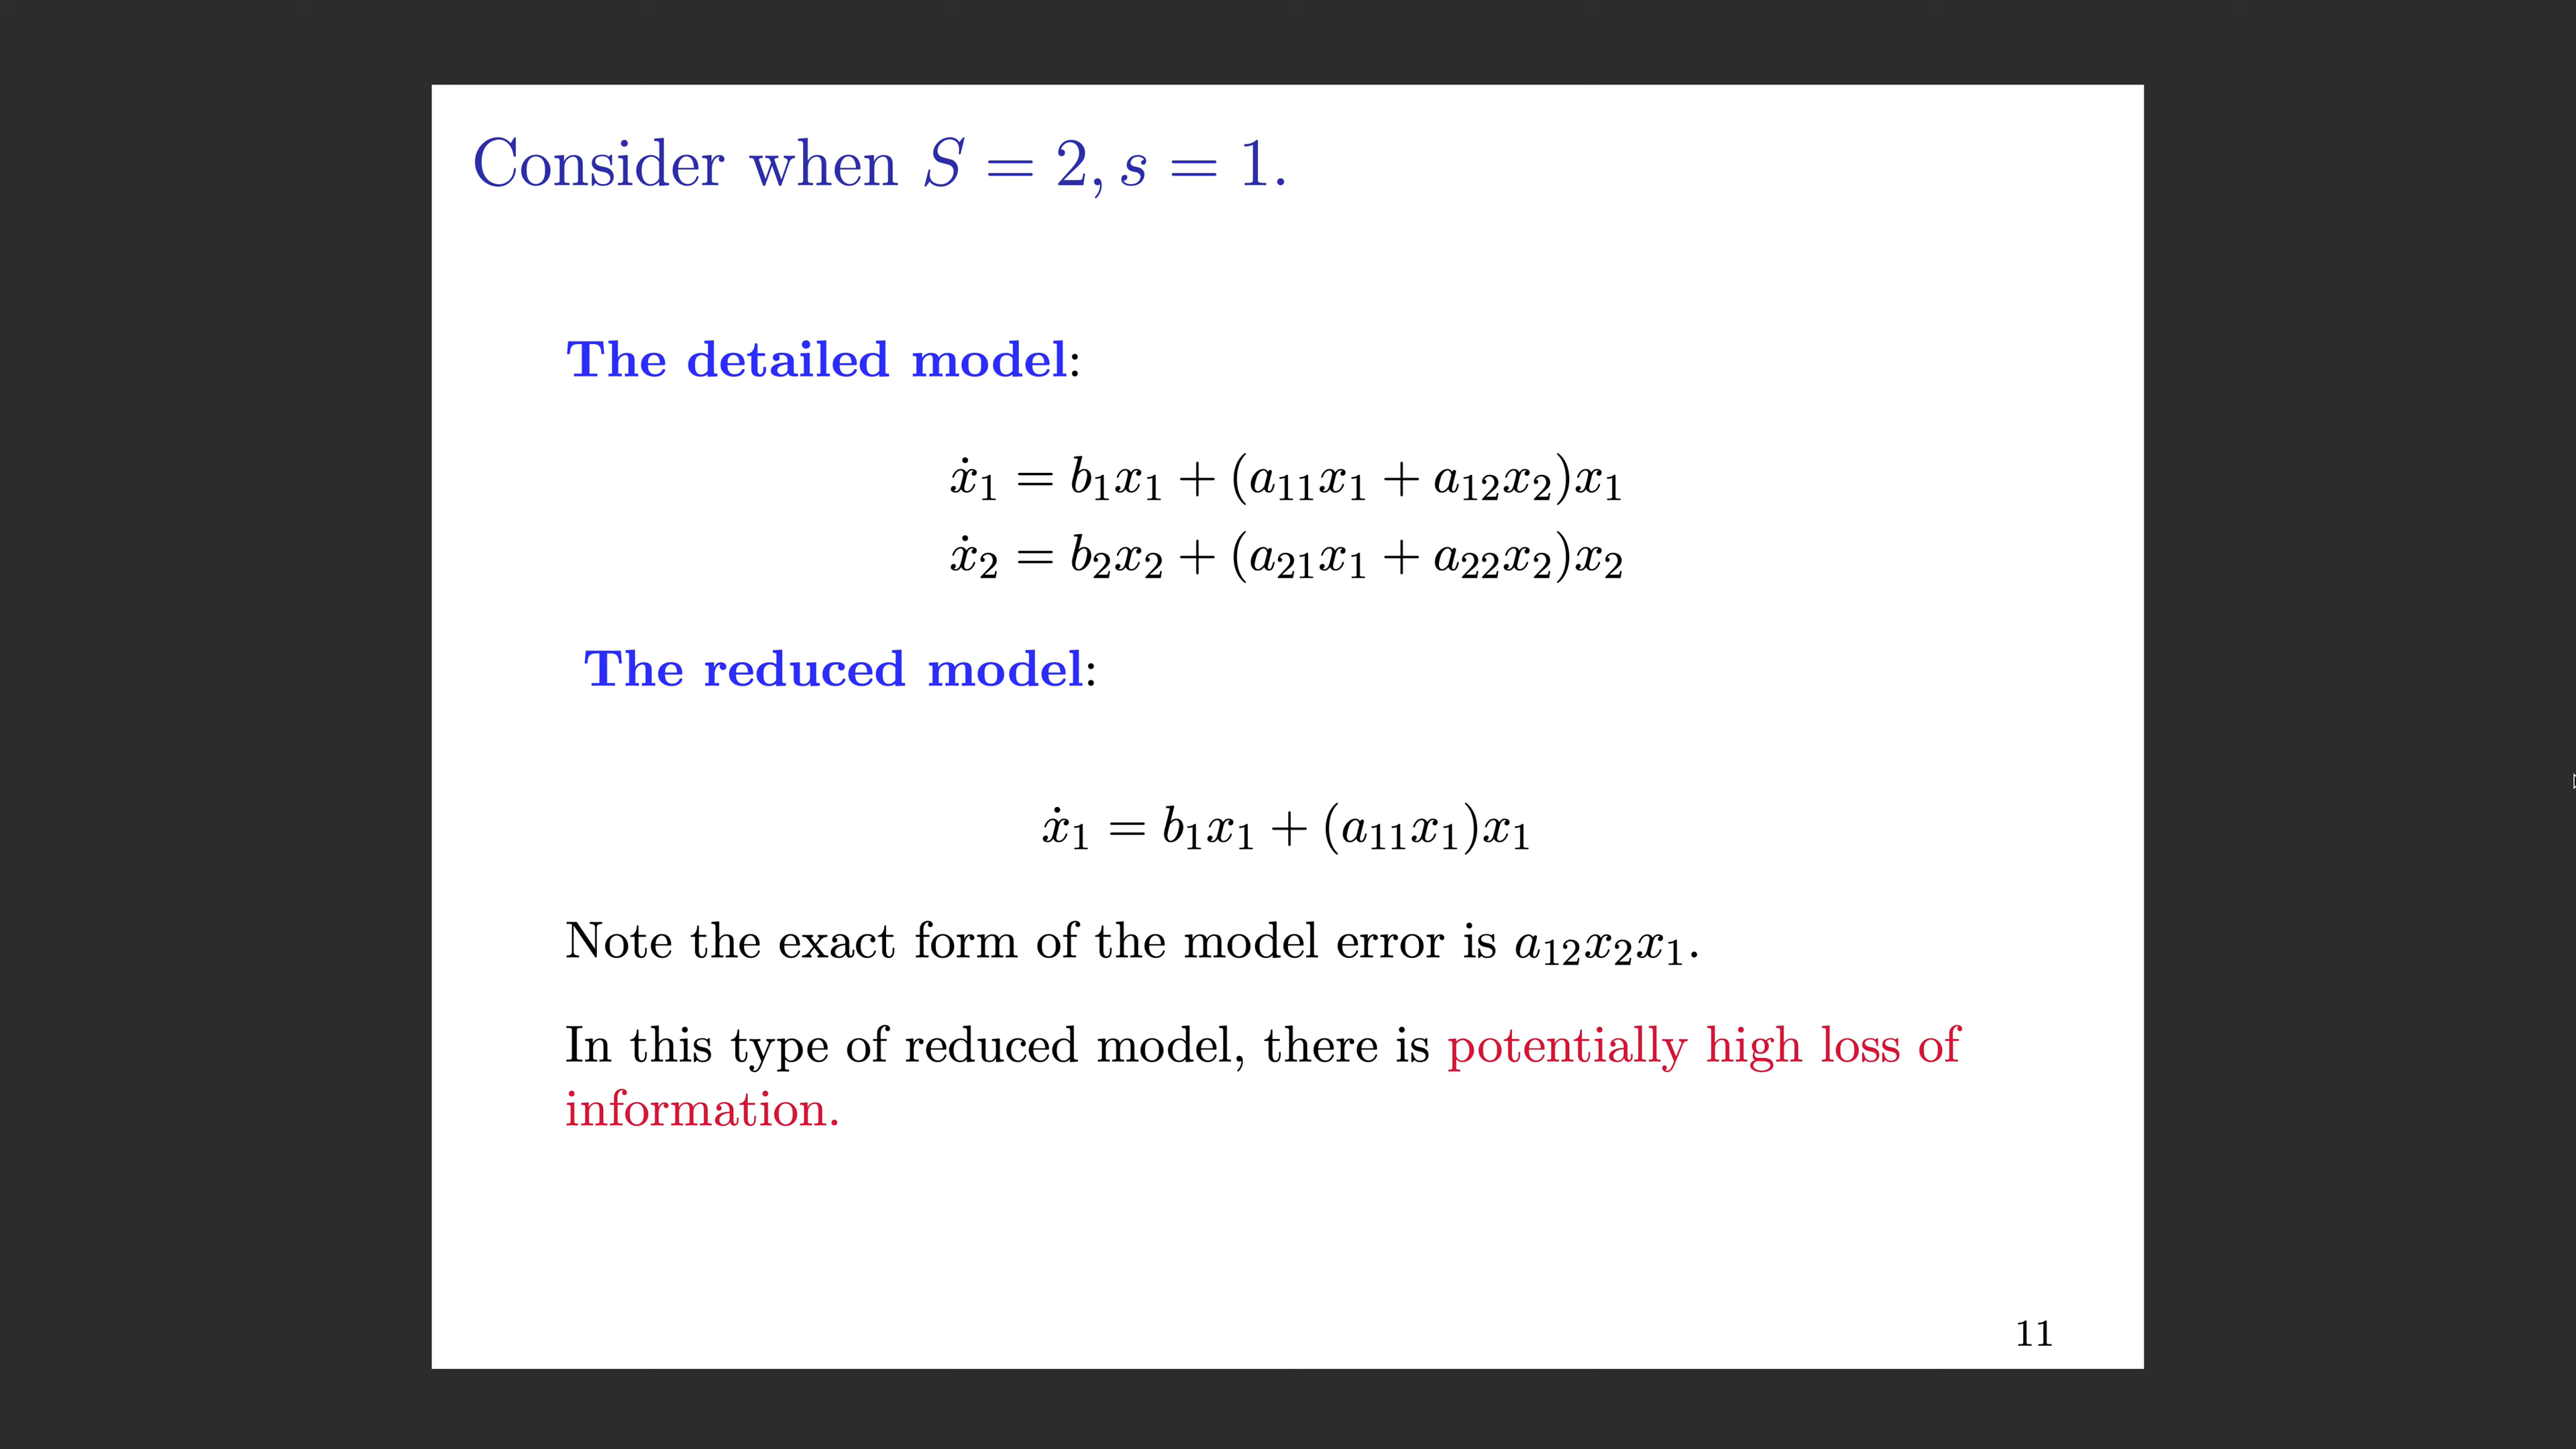 Consider when S = 2, s = 1.
The detailed model:
ẋ₁ = b₁x₁ + (a₁₁x₁ + a₁₂x₂)x₁
ẋ₂ = b₂x₂ + (a₂₁x₁ + a₂₂x₂)x₂
The reduced model:
ẋ₁ = b₁x₁ + (a₁₁x₁)x₁
Note the exact form of the model error is a₁₂x₂x₁.
In this type of reduced model, there is potentially high loss of
information.
11